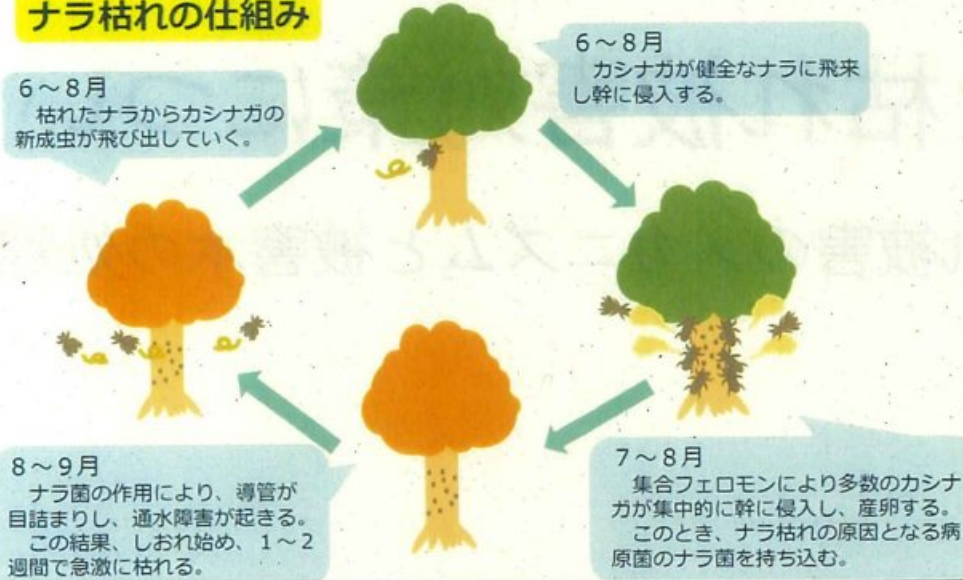 ナラ枯れの仕組み
6~8月
カシナガが健全なナラに飛来
し幹に侵入する。
6~8月
枯れたナラからカシナガの
新成虫が飛び出していく。
7~8月
集合フェロモンにより多数のカシナ
ガが集中的に幹に侵入し、産卵する。
このとき、ナラ枯れの原因となる病
原菌のナラ菌を持ち込む。
8~9月
ナラ菌の作用により、導管が
目詰まりし、通水障害が起きる。
この結果、しおれ始め、1~2
週間で急激に枯れる。